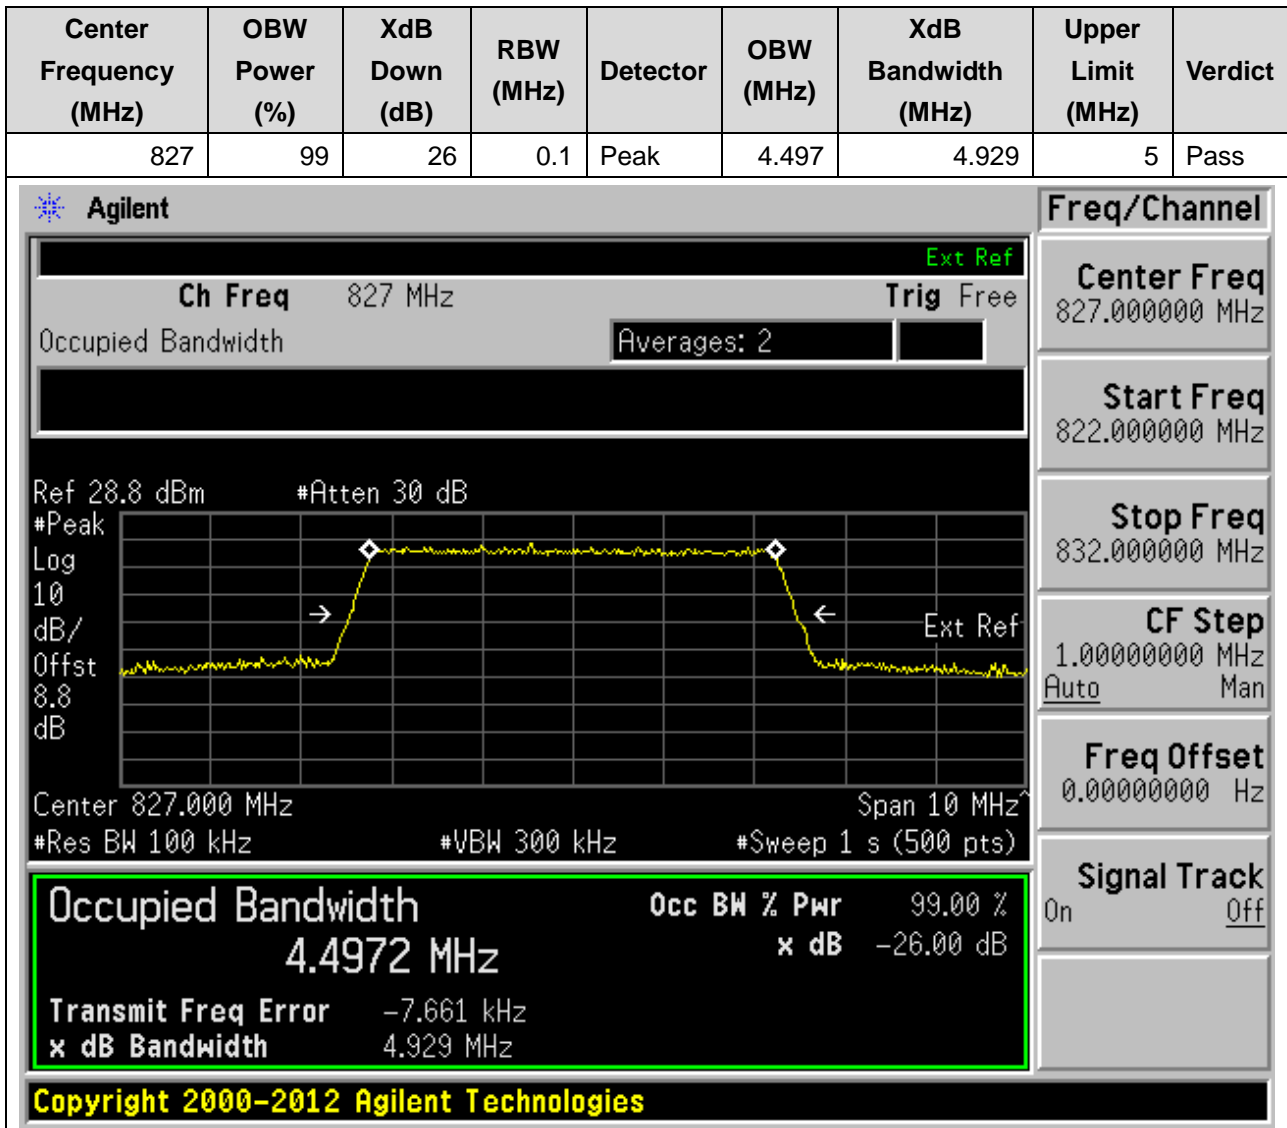 Center Frequency (MHz) OBW Power (%) XdB Down (dB) RBW (MHz) Detector OBW (MHz) XdB Bandwidth (MHz) Upper Limit (MHz) Verdict
827 99 26 0.1 Peak 4.497 4.929 5 Pass
Agilent
Freq/Channel
Ext Ref
Ch Freq 827 MHz Trig Free
Occupied Bandwidth Averages: 2
Center Freq
827.000000 MHz
Start Freq
822.000000 MHz
Stop Freq
832.000000 MHz
CF Step
1.00000000 MHz
Auto Man
Freq Offset
0.00000000 Hz
Signal Track
On Off
Ref 28.8 dBm #Atten 30 dB
#Peak
Log
10
dB/
Offst
8.8
dB
Ext Ref
Center 827.000 MHz Span 10 MHz^
#Res BW 100 kHz #VBW 300 kHz #Sweep 1 s (500 pts)
Occupied Bandwidth
4.4972 MHz
Occ BW % Pwr 99.00 %
x dB -26.00 dB
Transmit Freq Error -7.661 kHz
x dB Bandwidth 4.929 MHz
Copyright 2000-2012 Agilent Technologies